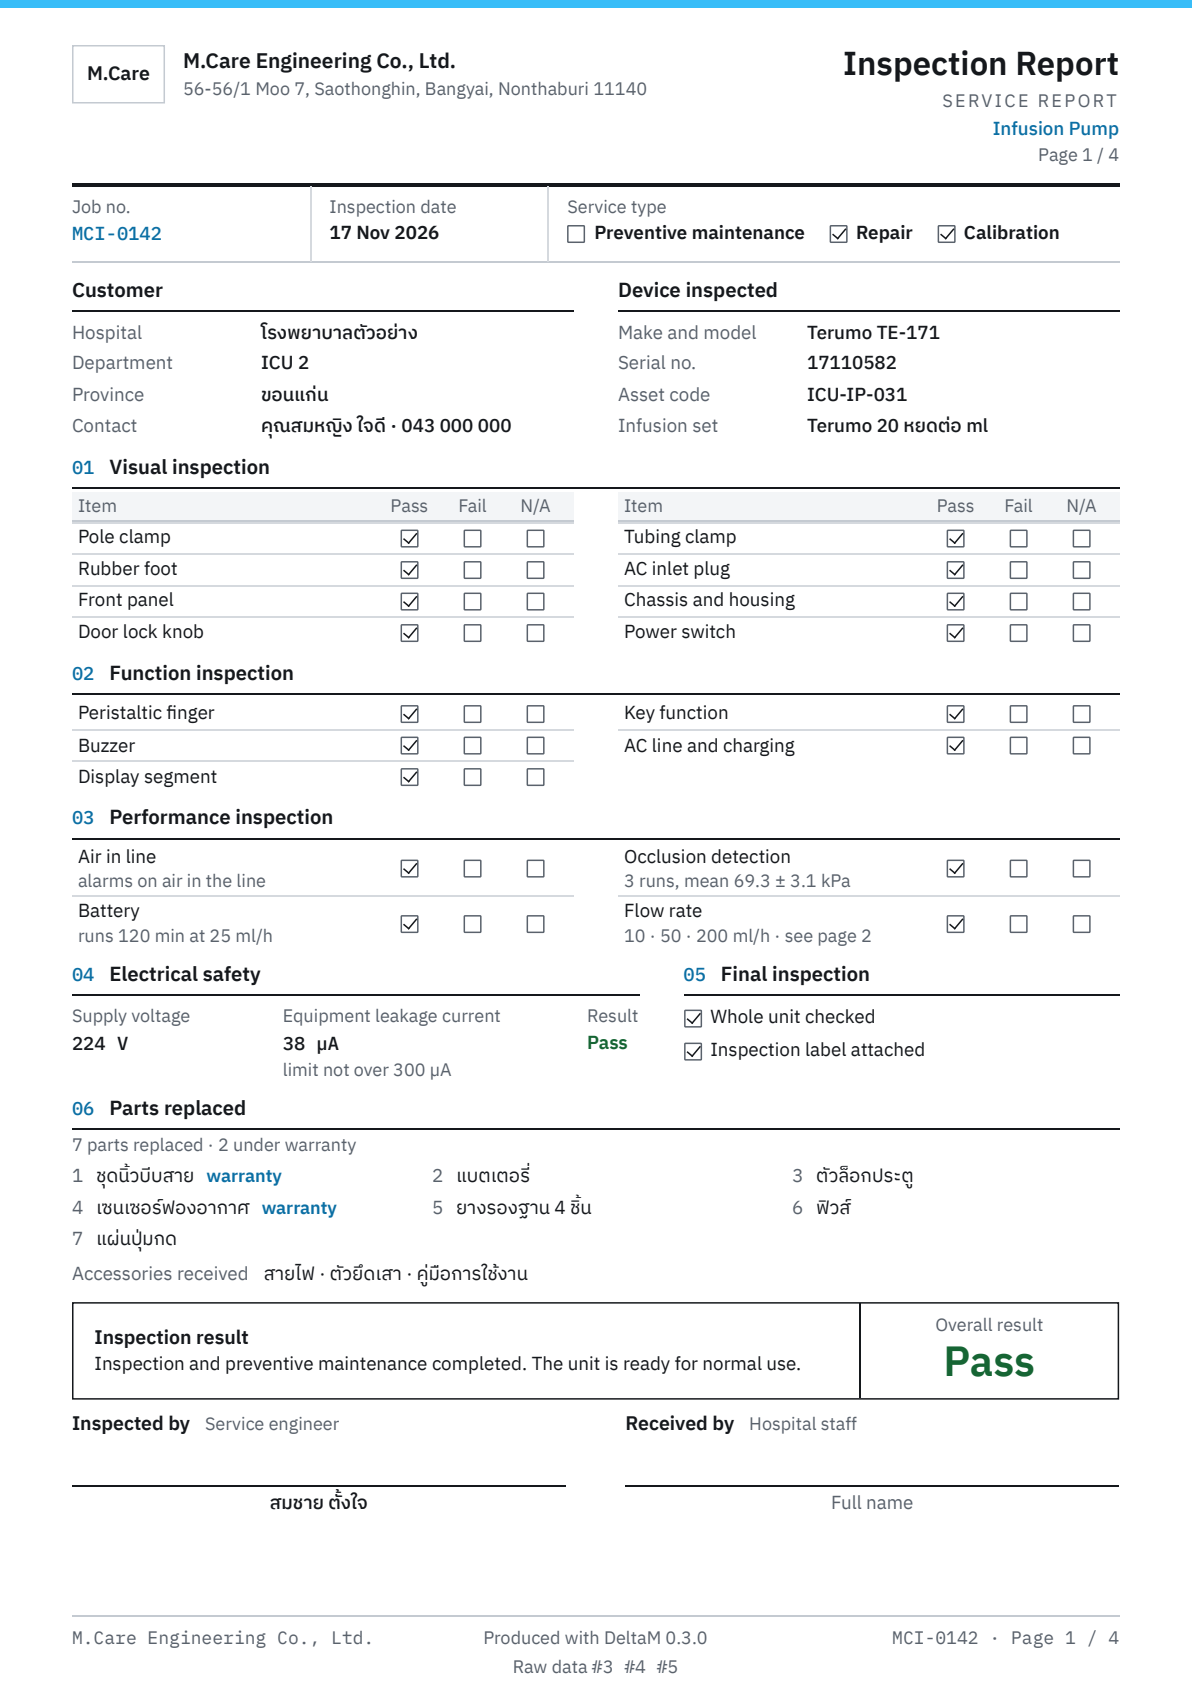 M.Care
M.Care Engineering Co., Ltd.
56-56/1 Moo 7, Saothonghin, Bangyai, Nonthaburi 11140
Inspection Report
SERVICE REPORT
Infusion Pump
Page 1 / 4
Job no.
MCI-0142
Inspection date
17 Nov 2026
Service type
☐ Preventive maintenance ☑ Repair ☑ Calibration
Customer
Hospital โรงพยาบาลตัวอย่าง
Department ICU 2
Province ขอนแก่น
Contact คุณสมหญิง ใจดี · 043 000 000
Device inspected
Make and model Terumo TE-171
Serial no. 17110582
Asset code ICU-IP-031
Infusion set Terumo 20 หยดต่อ ml
01 Visual inspection
Item Pass Fail N/A
Pole clamp ☑ ☐ ☐
Rubber foot ☑ ☐ ☐
Front panel ☑ ☐ ☐
Door lock knob ☑ ☐ ☐
Item Pass Fail N/A
Tubing clamp ☑ ☐ ☐
AC inlet plug ☑ ☐ ☐
Chassis and housing ☑ ☐ ☐
Power switch ☑ ☐ ☐
02 Function inspection
Peristaltic finger ☑ ☐ ☐
Buzzer ☑ ☐ ☐
Display segment ☑ ☐ ☐
Key function ☑ ☐ ☐
AC line and charging ☑ ☐ ☐
03 Performance inspection
Air in line ☑ ☐ ☐
alarms on air in the line
Battery ☑ ☐ ☐
runs 120 min at 25 ml/h
Occlusion detection ☑ ☐ ☐
3 runs, mean 69.3 ± 3.1 kPa
Flow rate ☑ ☐ ☐
10 · 50 · 200 ml/h · see page 2
04 Electrical safety
Supply voltage
224 V
Equipment leakage current
38 µA
limit not over 300 µA
Result
Pass
05 Final inspection
☑ Whole unit checked
☑ Inspection label attached
06 Parts replaced
7 parts replaced · 2 under warranty
1 ชุดนิ้วบีบสาย warranty
2 แบตเตอรี่
3 ตัวล็อกประตู
4 เซนเซอร์ฟองอากาศ warranty
5 ยางรองฐาน 4 ชิ้น
6 ฟิวส์
7 แผ่นปุ่มกด
Accessories received สายไฟ · ตัวยึดเสา · คู่มือการใช้งาน
Inspection result
Inspection and preventive maintenance completed. The unit is ready for normal use.
Overall result
Pass
Inspected by Service engineer
สมชาย ตั้งใจ
Received by Hospital staff
Full name
M.Care Engineering Co., Ltd.
Produced with DeltaM 0.3.0
Raw data #3 #4 #5
MCI-0142 · Page 1 / 4